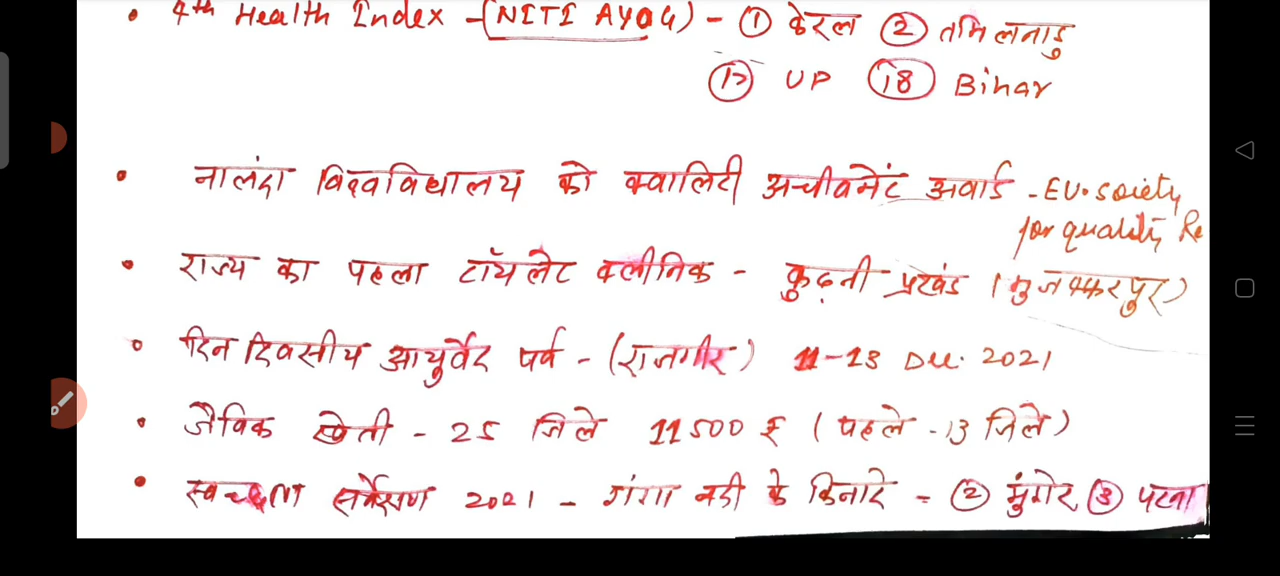 • 4th Health Index - (NITI AYOG) - ① केरल ② तमिलनाडु
⑰ UP ⑱ Bihar
• नालंदा विश्वविधालय को क्वालिटी अचीवमेंट अवार्ड - EU. Soiety
for quality Re
• राज्य का पहला टॉयलेट क्लीनिक - कुढ़नी प्रखंड (मुजफ्फरपुर)
• दिन दिवसीय आयुर्वेद पर्व - (राजगीर) 11-13 Dec. 2021
• जैविक खेती - 25 जिले 11500 ₹ (पहले - 13 जिले)
• स्वच्छता सर्वेक्षण 2021 - गंगा नदी के किनारे - ② मुंगेर, ③ पटना